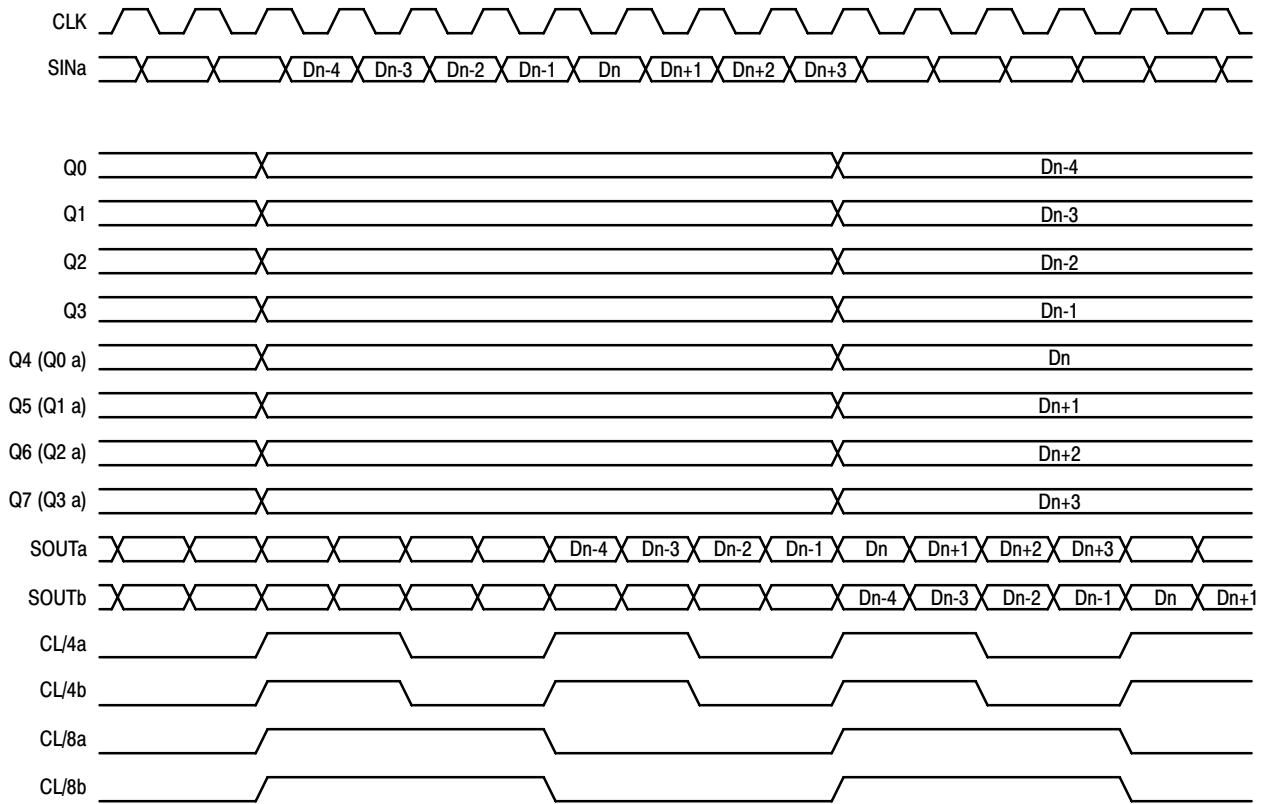 CLK
SINa Dn-4 Dn-3 Dn-2 Dn-1 Dn Dn+1 Dn+2 Dn+3
Q0 Dn-4
Q1 Dn-3
Q2 Dn-2
Q3 Dn-1
Q4 (Q0 a) Dn
Q5 (Q1 a) Dn+1
Q6 (Q2 a) Dn+2
Q7 (Q3 a) Dn+3
SOUTa Dn-4 Dn-3 Dn-2 Dn-1 Dn Dn+1 Dn+2 Dn+3
SOUTb Dn-4 Dn-3 Dn-2 Dn-1 Dn Dn+1
CL/4a
CL/4b
CL/8a
CL/8b